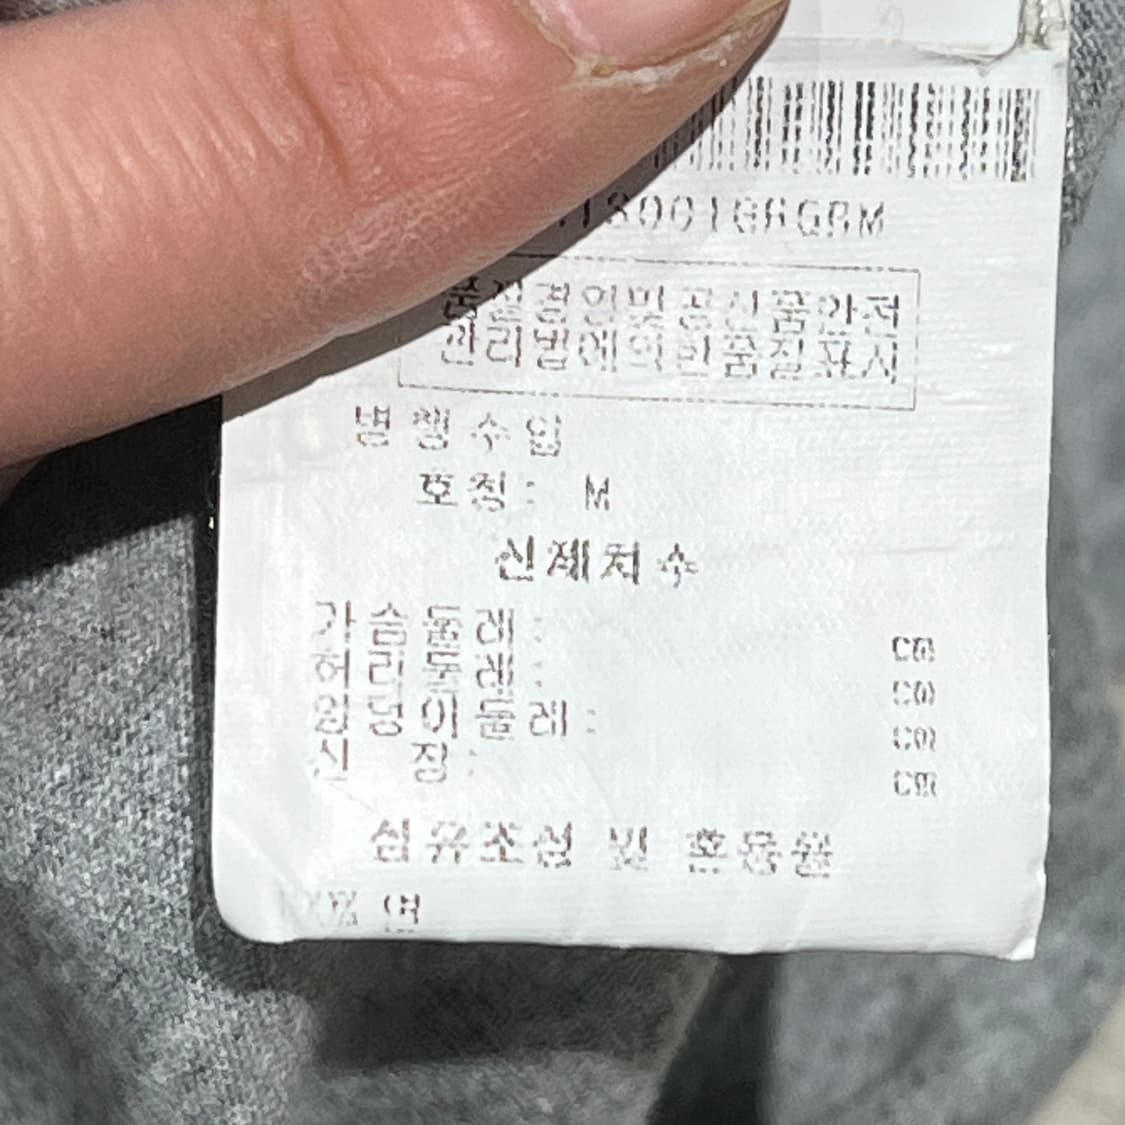 품질경영및공산품안전
관리법에의한품질표시
병행수입
호칭: M
신체치수
가슴둘레: cm
허리둘레: cm
엉덩이둘레: cm
신 장: cm
섬유조성 및 혼용율
100% 면